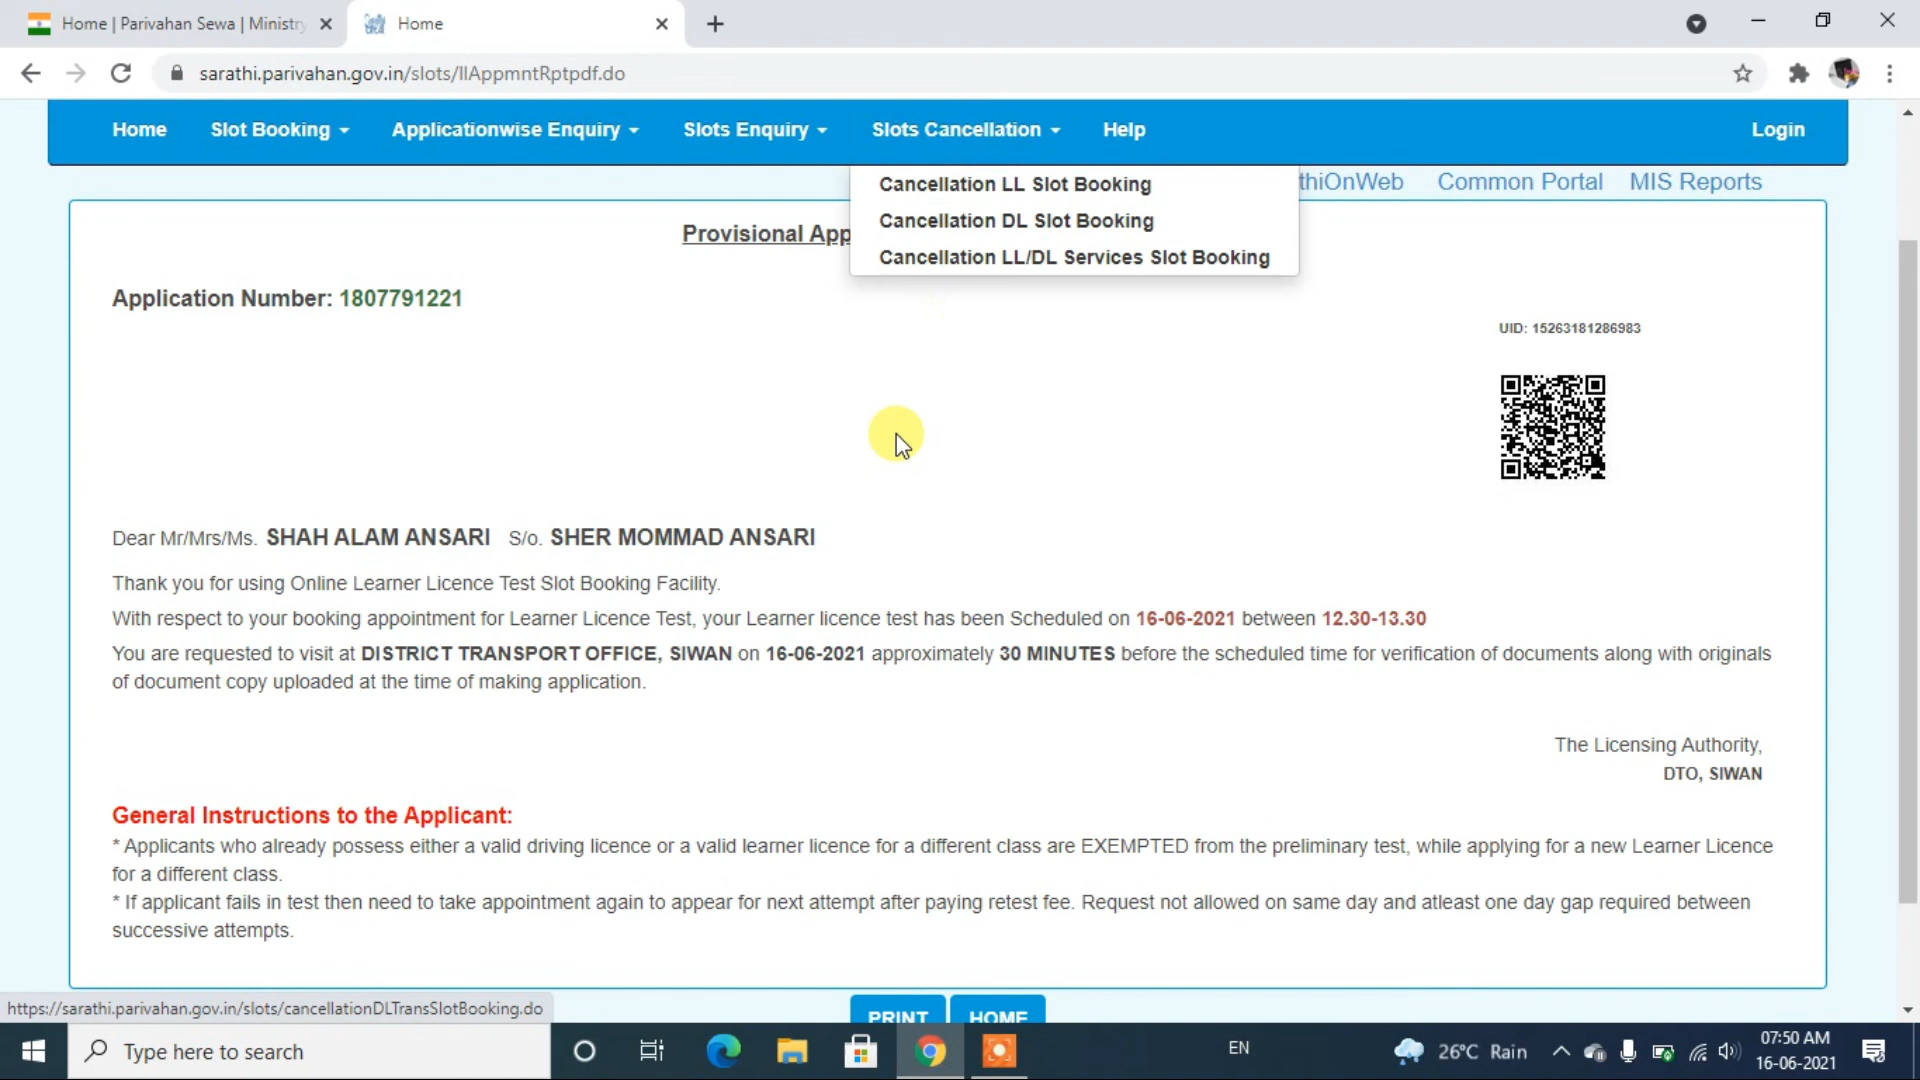 Home | Parivahan Sewa | Ministry
Home
sarathi.parivahan.gov.in/slots/llAppmntRptpdf.do
Home
Slot Booking
Applicationwise Enquiry
Slots Enquiry
Slots Cancellation
Help
Login
Cancellation LL Slot Booking
Cancellation DL Slot Booking
Cancellation LL/DL Services Slot Booking
thiOnWeb
Common Portal
MIS Reports
Provisional App
Application Number: 1807791221
UID: 15263181286983
Dear Mr/Mrs/Ms. SHAH ALAM ANSARI S/o. SHER MOMMAD ANSARI
Thank you for using Online Learner Licence Test Slot Booking Facility.
With respect to your booking appointment for Learner Licence Test, your Learner licence test has been Scheduled on 16-06-2021 between 12.30-13.30
You are requested to visit at DISTRICT TRANSPORT OFFICE, SIWAN on 16-06-2021 approximately 30 MINUTES before the scheduled time for verification of documents along with originals
of document copy uploaded at the time of making application.
The Licensing Authority,
DTO, SIWAN
General Instructions to the Applicant:
* Applicants who already possess either a valid driving licence or a valid learner licence for a different class are EXEMPTED from the preliminary test, while applying for a new Learner Licence
for a different class.
* If applicant fails in test then need to take appointment again to appear for next attempt after paying retest fee. Request not allowed on same day and atleast one day gap required between
successive attempts.
PRINT
HOME
https://sarathi.parivahan.gov.in/slots/cancellationDLTransSlotBooking.do
Type here to search
EN
26°C Rain
07:50 AM
16-06-2021